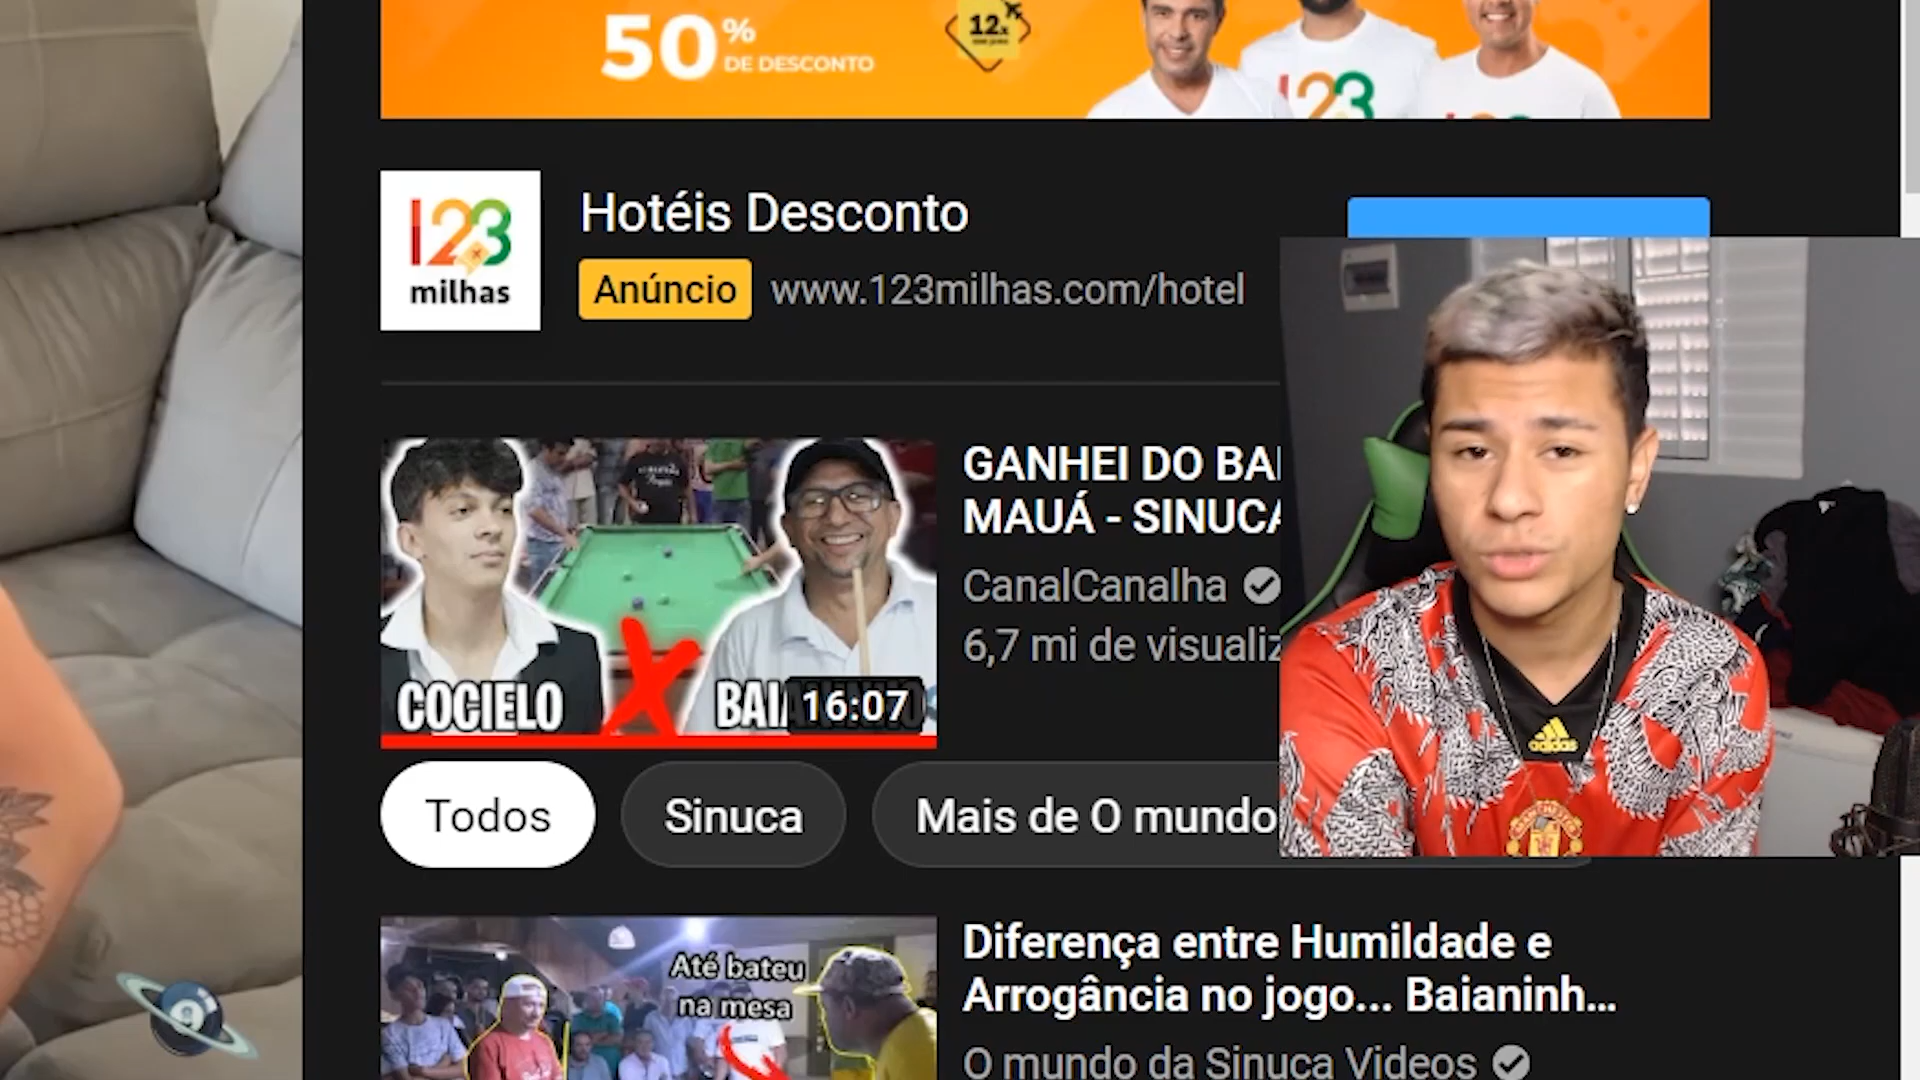 50%
DE DESCONTO
12x
123
123
milhas
Hotéis Desconto
Anúncio
www.123milhas.com/hotel
COCIELO
X
BAI
16:07
GANHEI DO BAI
MAUÁ - SINUCA
CanalCanalha
6,7 mi de visualiz
adidas
Todos
Sinuca
Mais de O mundo
Até bateu
na mesa
9
Diferença entre Humildade e
Arrogância no jogo... Baianinh...
O mundo da Sinuca Videos